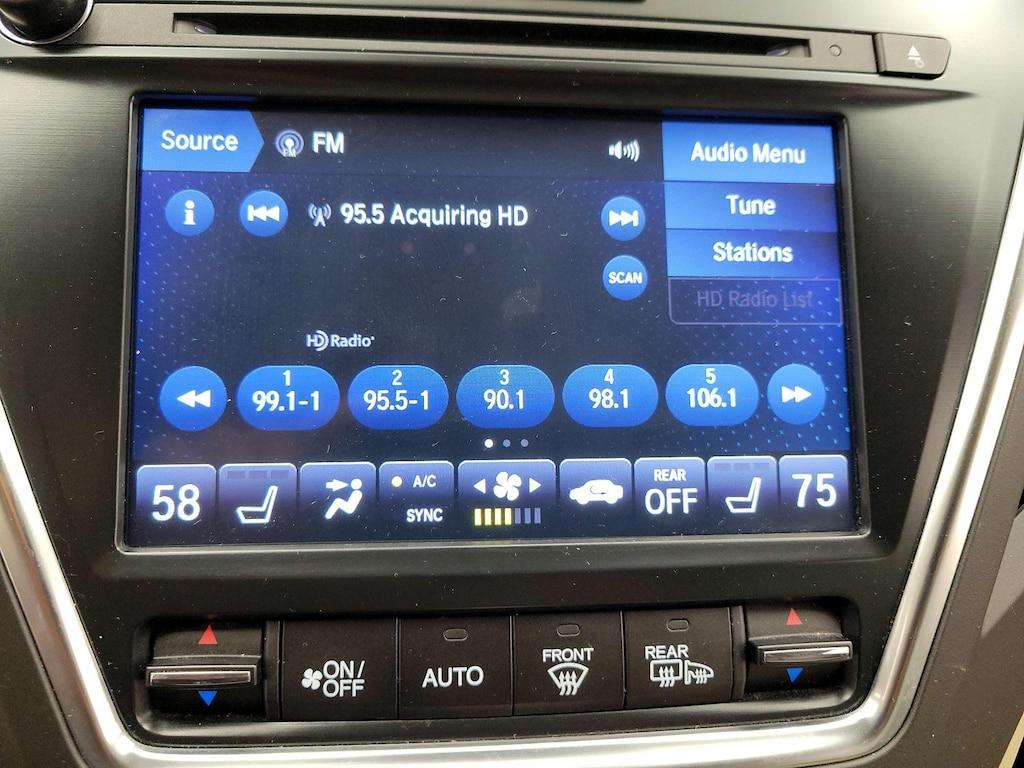 Source
FM
FM
Audio Menu
Tune
95.5 Acquiring HD
Stations
SCAN
HD Radio List
HD Radio
1
99.1-1
2
95.5-1
3
90.1
4
98.1
5
106.1
58
A/C
SYNC
REAR
OFF
75
ON/
OFF
AUTO
FRONT
REAR